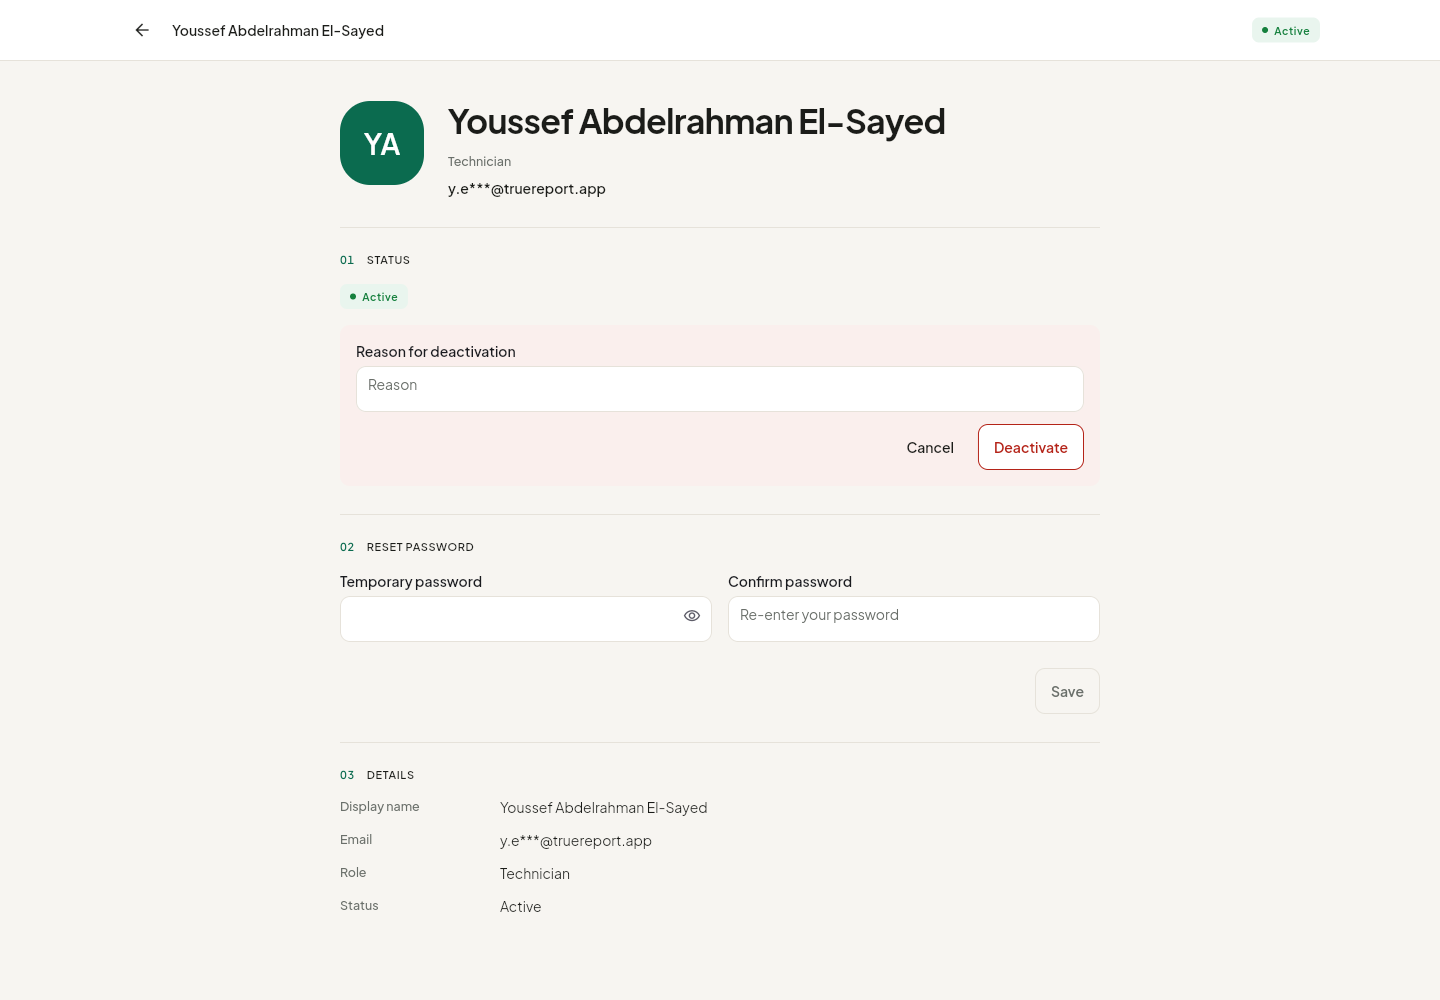 Youssef Abdelrahman El-Sayed
Active
YA
Youssef Abdelrahman El-Sayed
Technician
y.e***@truereport.app
01 STATUS
Active
Reason for deactivation
Reason
Cancel
Deactivate
02 RESET PASSWORD
Temporary password
Confirm password
Re-enter your password
Save
03 DETAILS
Display name Youssef Abdelrahman El-Sayed
Email y.e***@truereport.app
Role Technician
Status Active